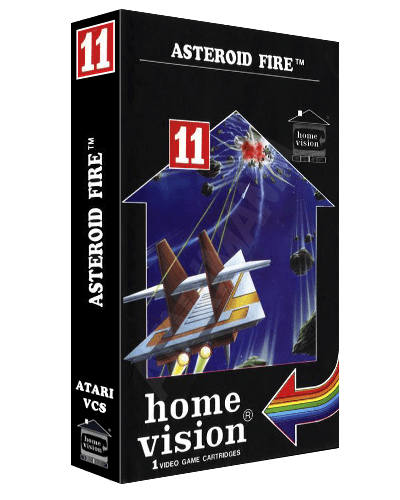 11
ASTEROID FIRE™
ATARI
VCS
home
vision
ASTEROID FIRE™
11
home
vision
home
vision®
1 VIDEO GAME CARTRIDGES